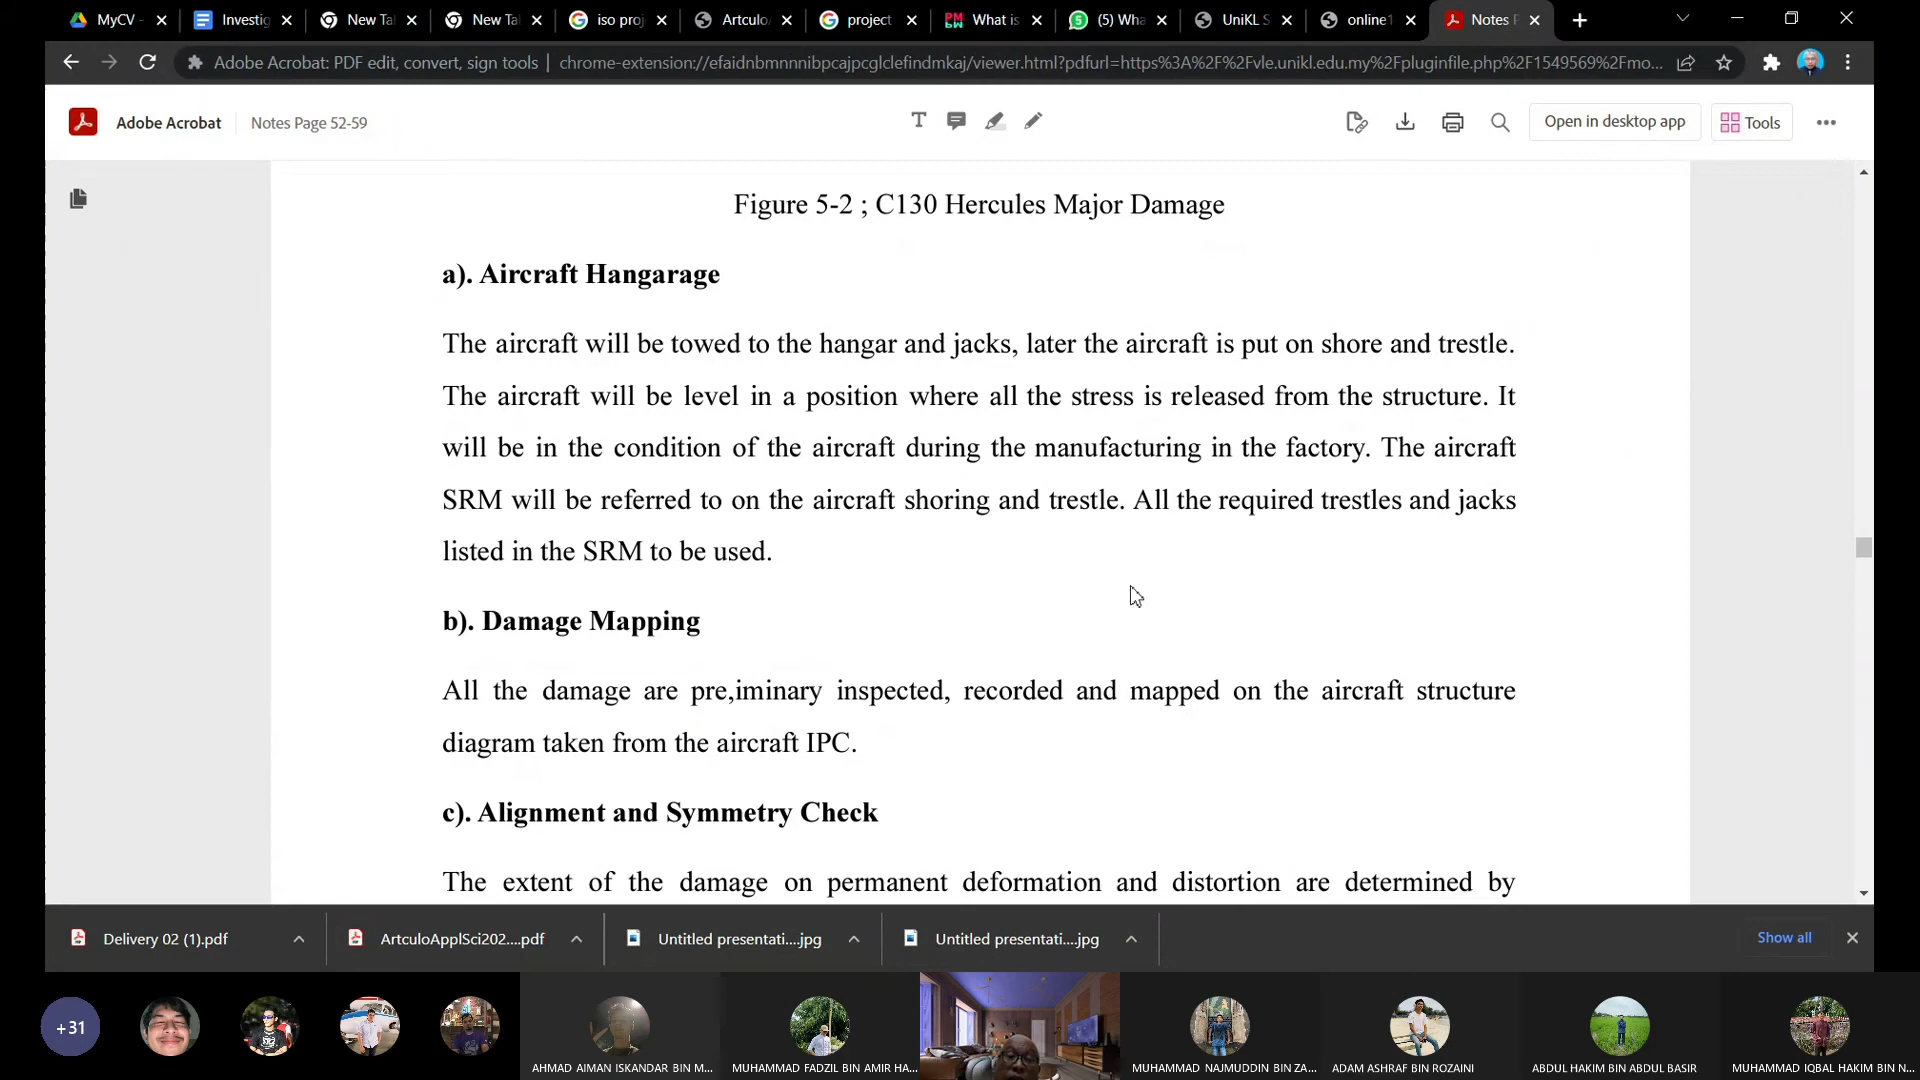 MyCV -
Investig
New Ta
New Ta
iso proj
Artculo
project
What is
(5) Wha
UniKL S
online1
Notes P
Adobe Acrobat: PDF edit, convert, sign tools | chrome-extension://efaidnbmnnnibpcajpcglclefindmkaj/viewer.html?pdfurl=https%3A%2F%2Fvle.unikl.edu.my%2Fpluginfile.php%2F1549569%2Fmo...
Adobe Acrobat
Notes Page 52-59
Open in desktop app
Tools
Figure 5-2 ; C130 Hercules Major Damage
a). Aircraft Hangarage
The aircraft will be towed to the hangar and jacks, later the aircraft is put on shore and trestle.
The aircraft will be level in a position where all the stress is released from the structure. It
will be in the condition of the aircraft during the manufacturing in the factory. The aircraft
SRM will be referred to on the aircraft shoring and trestle. All the required trestles and jacks
listed in the SRM to be used.
b). Damage Mapping
All the damage are pre,iminary inspected, recorded and mapped on the aircraft structure
diagram taken from the aircraft IPC.
c). Alignment and Symmetry Check
The extent of the damage on permanent deformation and distortion are determined by
Delivery 02 (1).pdf
ArtculoApplSci202....pdf
Untitled presentati....jpg
Untitled presentati....jpg
Show all
+31
AHMAD AIMAN ISKANDAR BIN M...
MUHAMMAD FADZIL BIN AMIR HA...
MUHAMMAD NAJMUDDIN BIN ZA...
ADAM ASHRAF BIN ROZAINI
ABDUL HAKIM BIN ABDUL BASIR
MUHAMMAD IQBAL HAKIM BIN N...